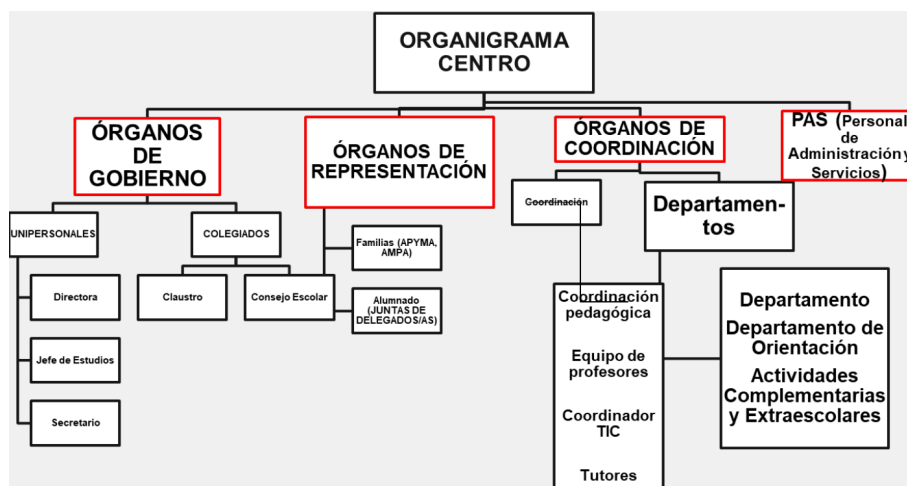 ORGANIGRAMA
CENTRO
ÓRGANOS
DE
GOBIERNO
ÓRGANOS DE
REPRESENTACIÓN
ÓRGANOS DE
COORDINACIÓN
PAS (Personal
de
Administración y
Servicios)
UNIPERSONALES
COLEGIADOS
Coordinación
Departamen-
tos
Directora
Claustro
Consejo Escolar
Familias (APYMA,
AMPA)
Alumnado
(JUNTAS DE
DELEGADOS/AS)
Jefe de Estudios
Secretario
Coordinación
pedagógica
Equipo de
profesores
Coordinador
TIC
Tutores
Departamento
Departamento de
Orientación
Actividades
Complementarias
y Extraescolares